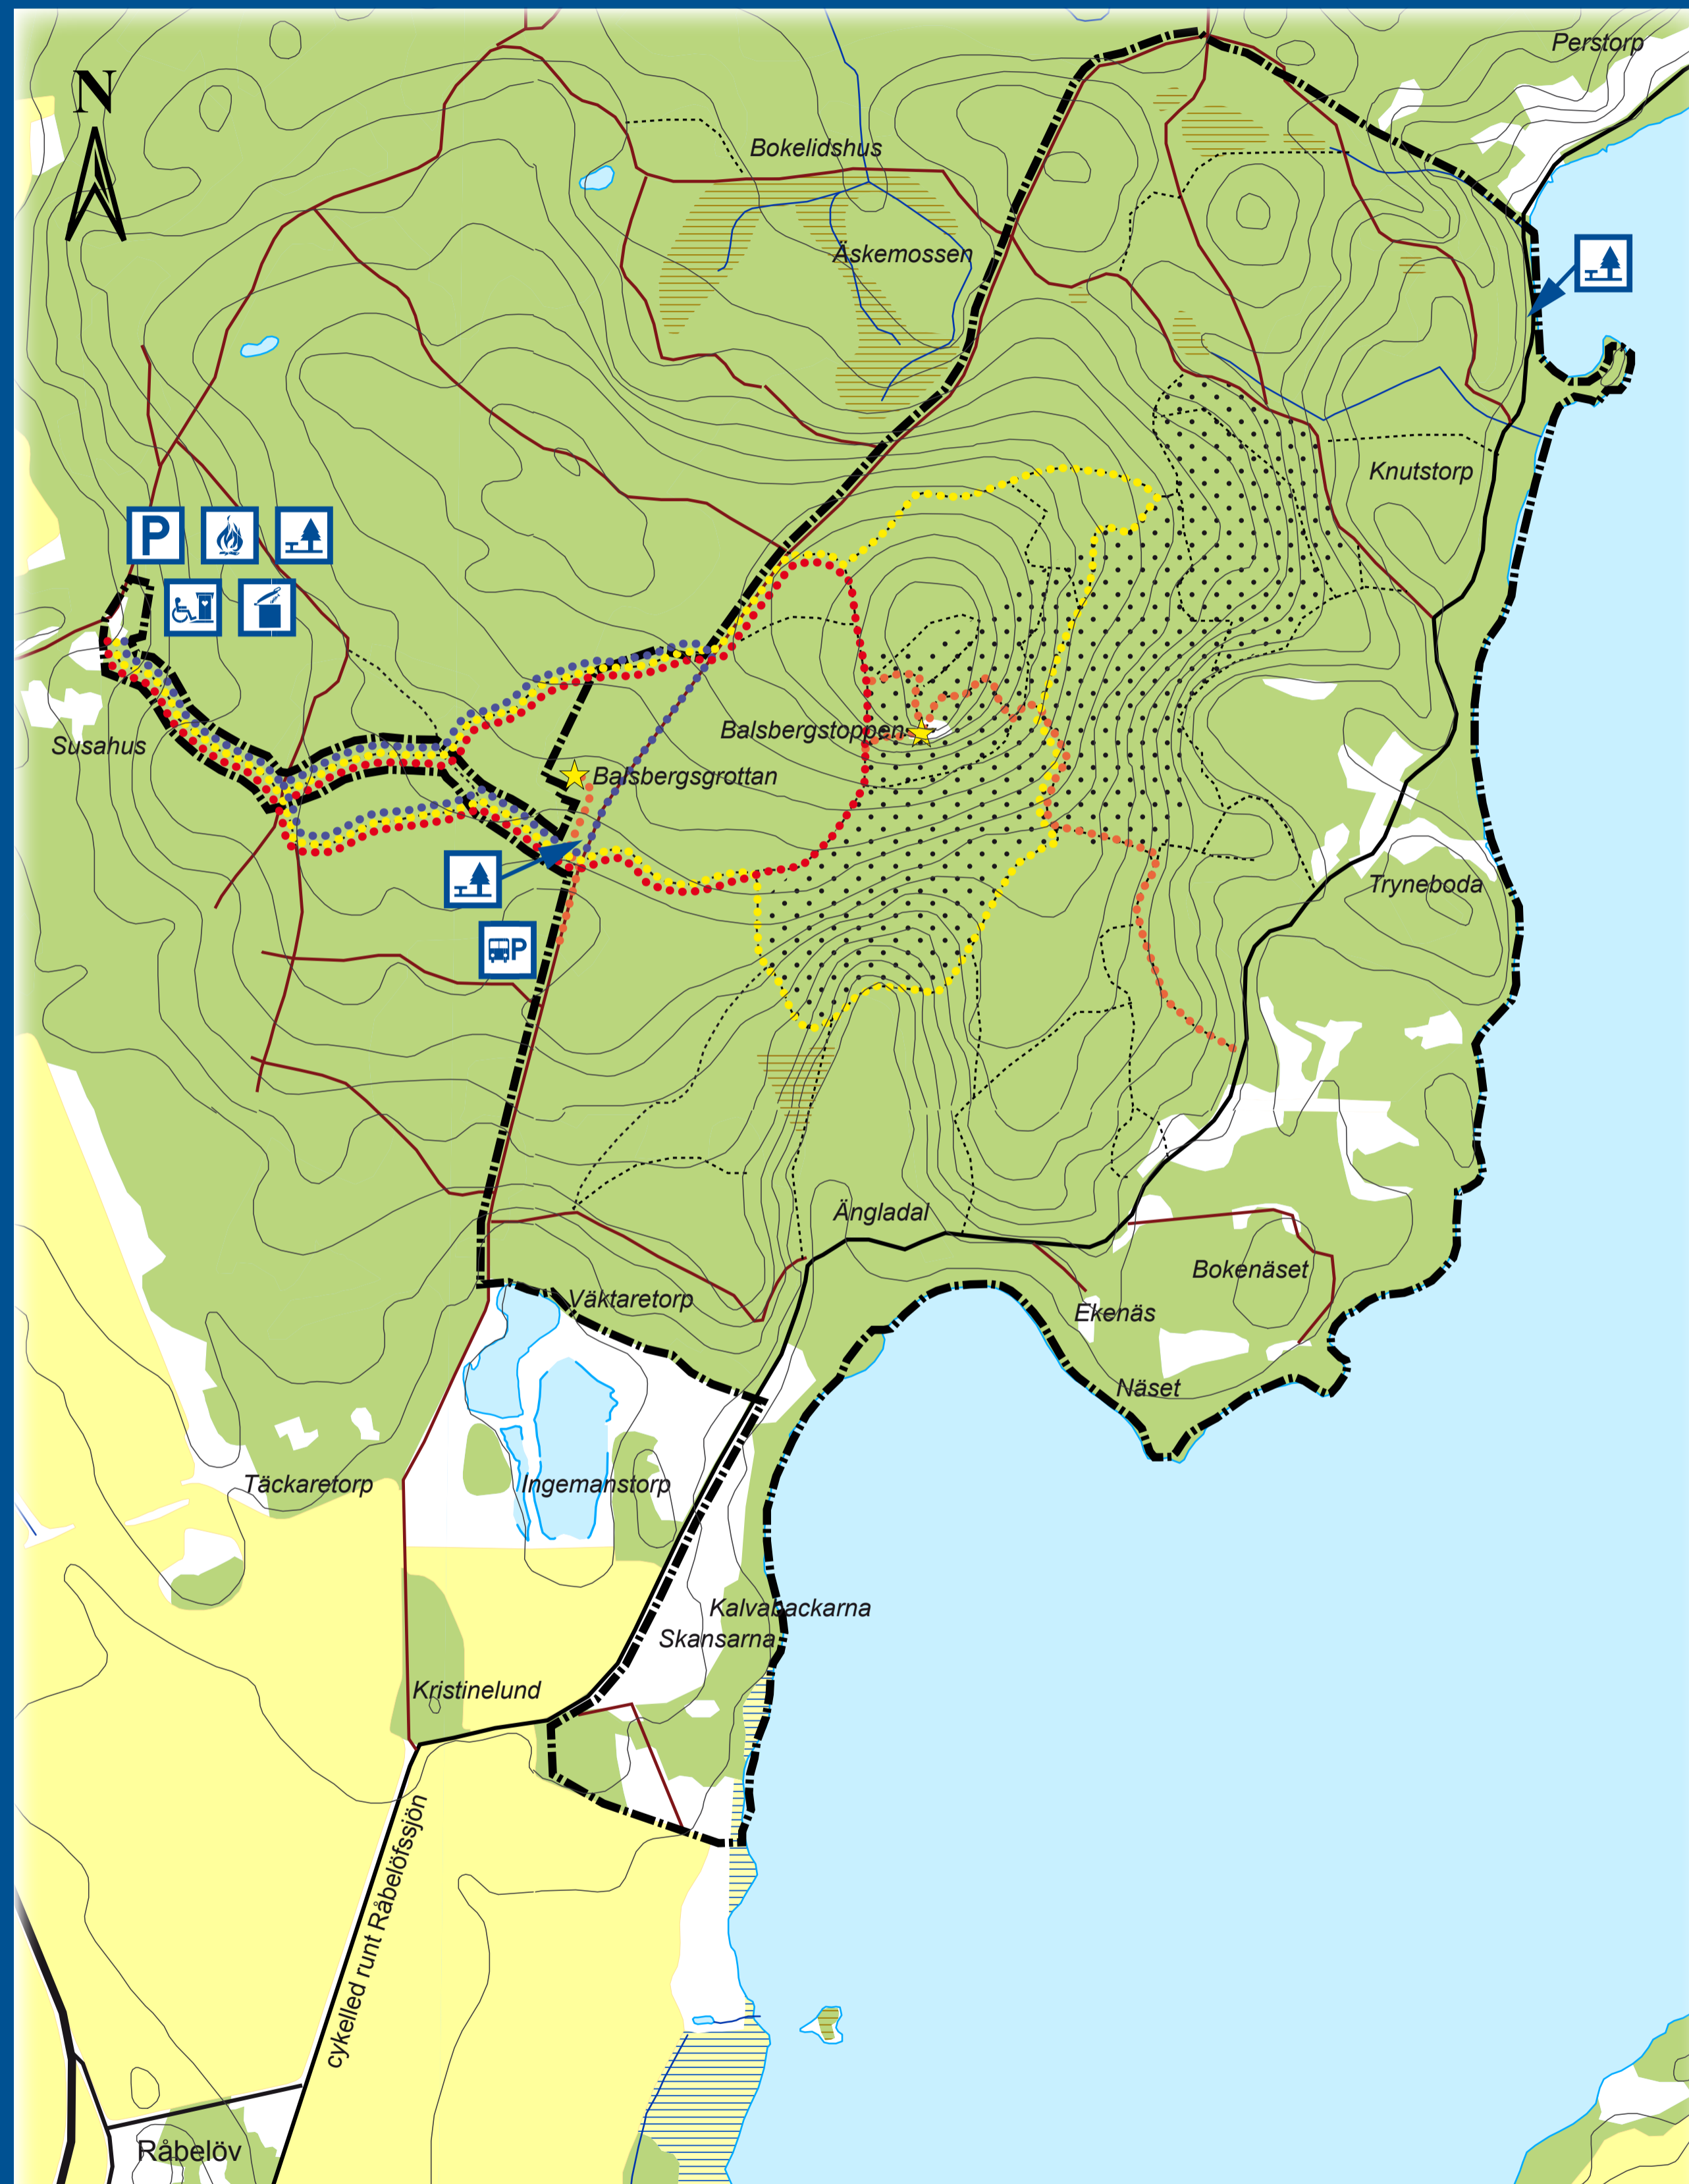 Perstorp
N
Bokelidshus
Äskemossen
Knutstorp
P
Susahus
Balsbergstoppen
Balsbergsgrottan
Tryneboda
P
Ängladal
Bokenäset
Väktaretorp
Ekenäs
Näset
Täckaretorp
Ingemanstorp
Kalvabackarna
Skansarna
Kristinelund
cykelled runt Råbelöfssjön
Råbelöv